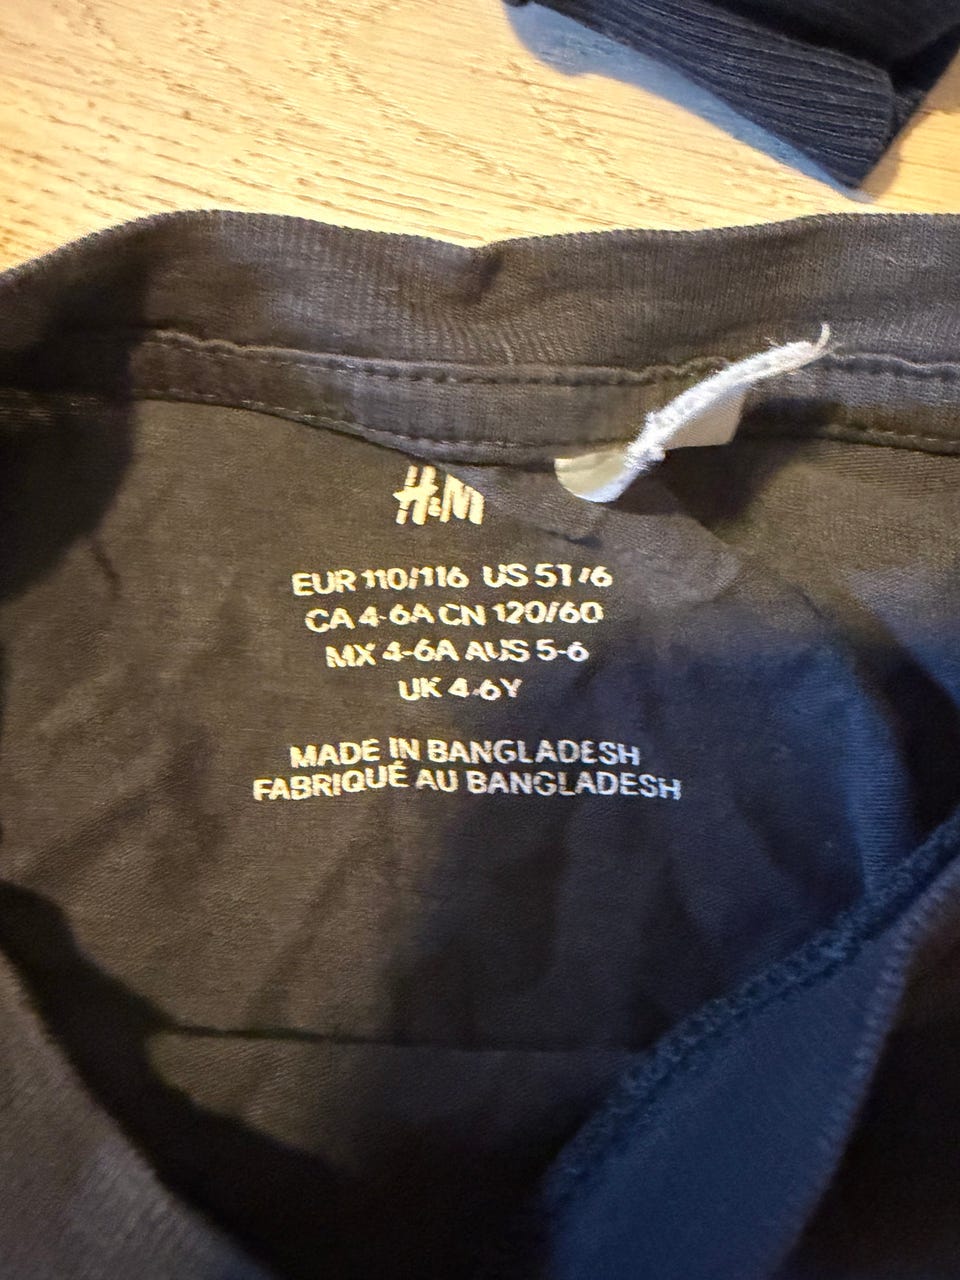 H&M
EUR 110/116 US 5T/6
CA 4-6A CN 120/60
MX 4-6A AUS 5-6
UK 4-6Y
MADE IN BANGLADESH
FABRIQUÉ AU BANGLADESH